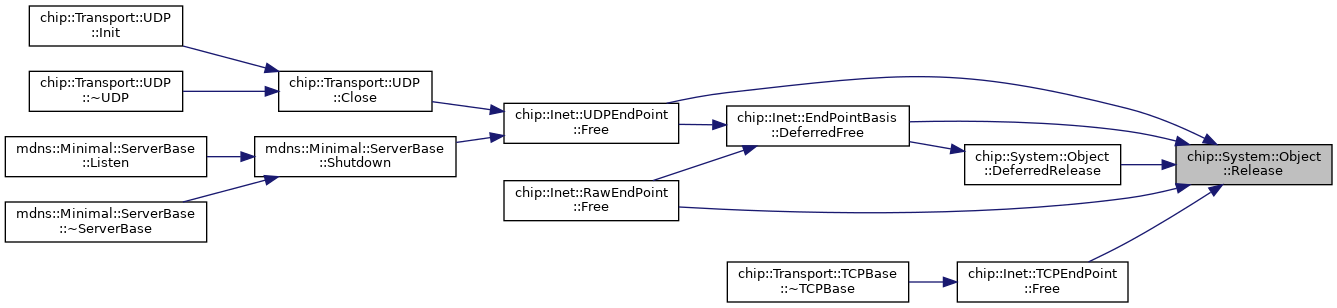 chip::Transport::UDP
::Init
chip::Transport::UDP
::~UDP
chip::Transport::UDP
::Close
mdns::Minimal::ServerBase
::Listen
mdns::Minimal::ServerBase
::Shutdown
mdns::Minimal::ServerBase
::~ServerBase
chip::Inet::UDPEndPoint
::Free
chip::Inet::RawEndPoint
::Free
chip::Inet::EndPointBasis
::DeferredFree
chip::System::Object
::DeferredRelease
chip::System::Object
::Release
chip::Transport::TCPBase
::~TCPBase
chip::Inet::TCPEndPoint
::Free